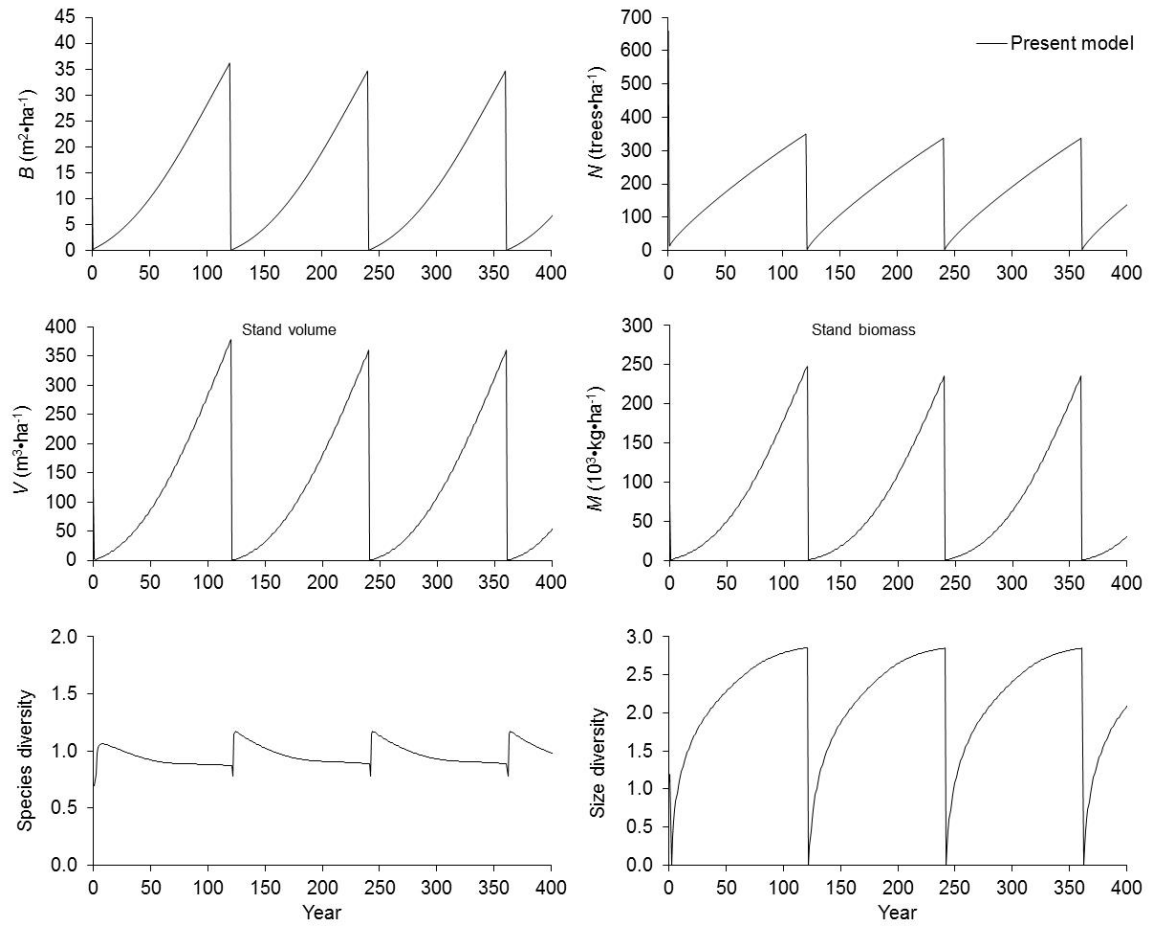 45
40
35
30
25
20
15
10
5
0
B (m²•ha⁻¹)
0 50 100 150 200 250 300 350 400
700
600
500
400
300
200
100
0
N (trees•ha⁻¹)
Present model
0 50 100 150 200 250 300 350 400
400
350
300
250
200
150
100
50
0
V (m³•ha⁻¹)
Stand volume
0 50 100 150 200 250 300 350 400
300
250
200
150
100
50
0
M (10³•kg•ha⁻¹)
Stand biomass
0 50 100 150 200 250 300 350 400
2.0
1.5
1.0
0.5
0.0
Species diversity
0 50 100 150 200 250 300 350 400
Year
3.0
2.5
2.0
1.5
1.0
0.5
0.0
Size diversity
0 50 100 150 200 250 300 350 400
Year